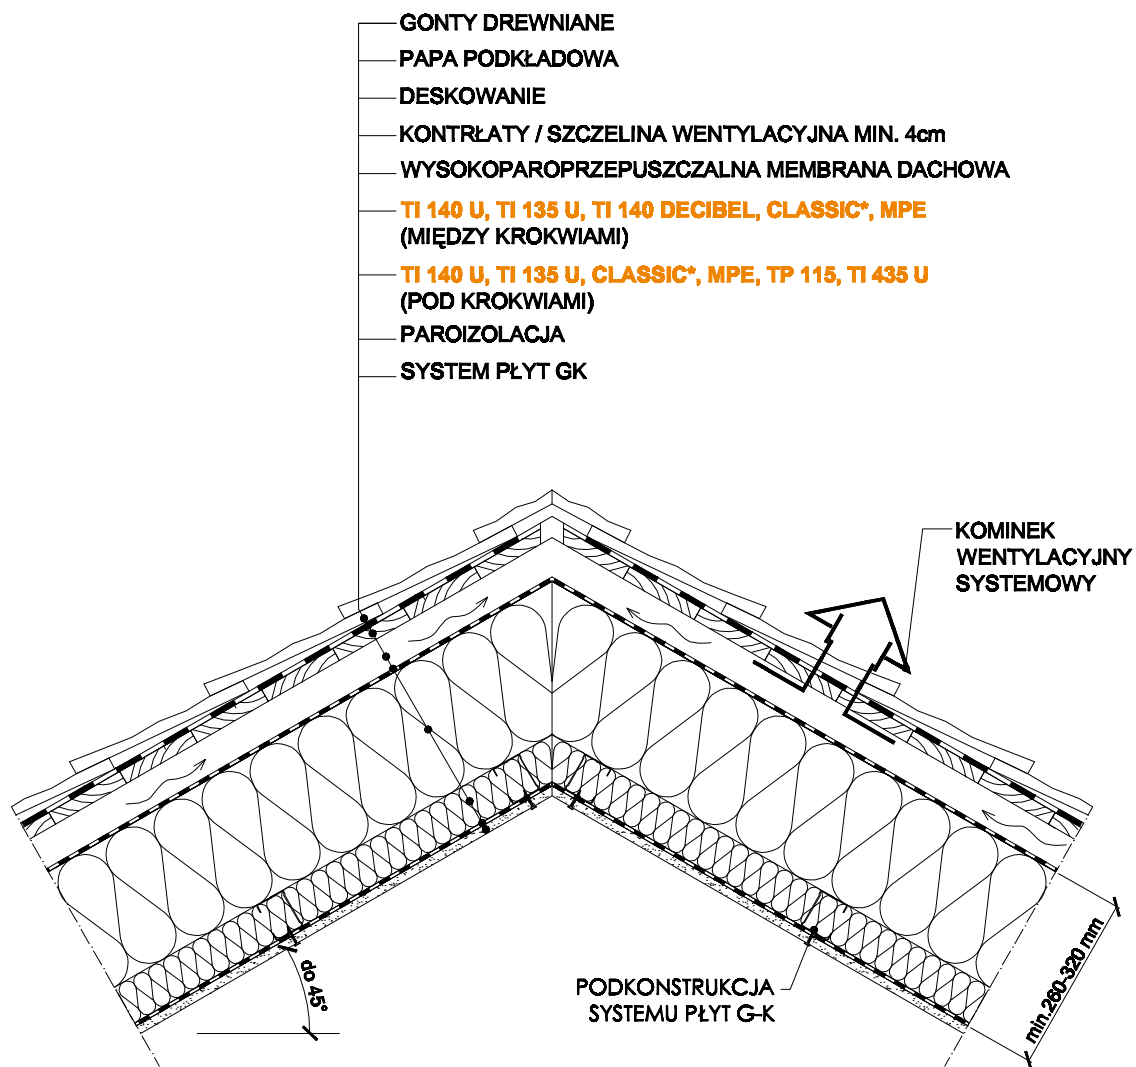 GONTY DREWNIANE
PAPA PODKŁADOWA
DESKOWANIE
KONTRŁATY / SZCZELINA WENTYLACYJNA MIN. 4cm
WYSOKOPAROPRZEPUSZCZALNA MEMBRANA DACHOWA
TI 140 U, TI 135 U, TI 140 DECIBEL, CLASSIC*, MPE
(MIĘDZY KROKWIAMI)
TI 140 U, TI 135 U, CLASSIC*, MPE, TP 115, TI 435 U
(POD KROKWIAMI)
PAROIZOLACJA
SYSTEM PŁYT GK
KOMINEK
WENTYLACYJNY
SYSTEMOWY
do 45°
PODKONSTRUKCJA
SYSTEMU PŁYT G-K
min.260-320 mm